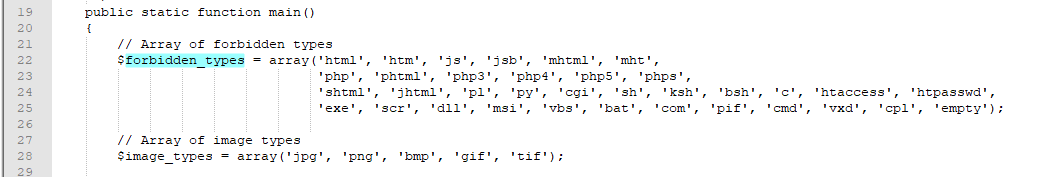 19 public static function main()
20 {
21 // Array of forbidden types
22 $forbidden_types = array('html', 'htm', 'js', 'jsb', 'mhtml', 'mht',
23 'php', 'phtml', 'php3', 'php4', 'php5', 'phps',
24 'shtml', 'jhtml', 'pl', 'py', 'cgi', 'sh', 'ksh', 'bsh', 'c', 'htaccess', 'htpasswd',
25 'exe', 'scr', 'dll', 'msi', 'vbs', 'bat', 'com', 'pif', 'cmd', 'vxd', 'cpl', 'empty');
26
27 // Array of image types
28 $image_types = array('jpg', 'png', 'bmp', 'gif', 'tif');
29